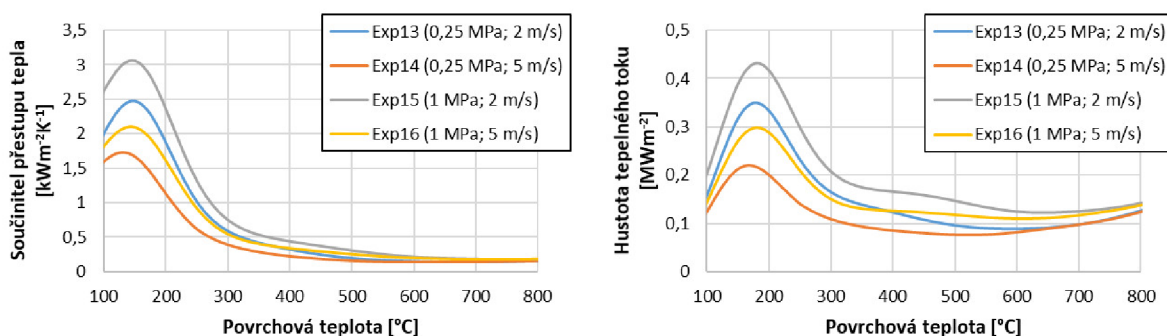 Součinitel přestupu tepla
[kWm⁻²K⁻¹]
3,5
3
2,5
2
1,5
1
0,5
0
100 200 300 400 500 600 700 800
Povrchová teplota [°C]
Exp13 (0,25 MPa; 2 m/s)
Exp14 (0,25 MPa; 5 m/s)
Exp15 (1 MPa; 2 m/s)
Exp16 (1 MPa; 5 m/s)
Hustota tepelného toku
[MWm⁻²]
0,5
0,4
0,3
0,2
0,1
0
100 200 300 400 500 600 700 800
Povrchová teplota [°C]
Exp13 (0,25 MPa; 2 m/s)
Exp14 (0,25 MPa; 5 m/s)
Exp15 (1 MPa; 2 m/s)
Exp16 (1 MPa; 5 m/s)